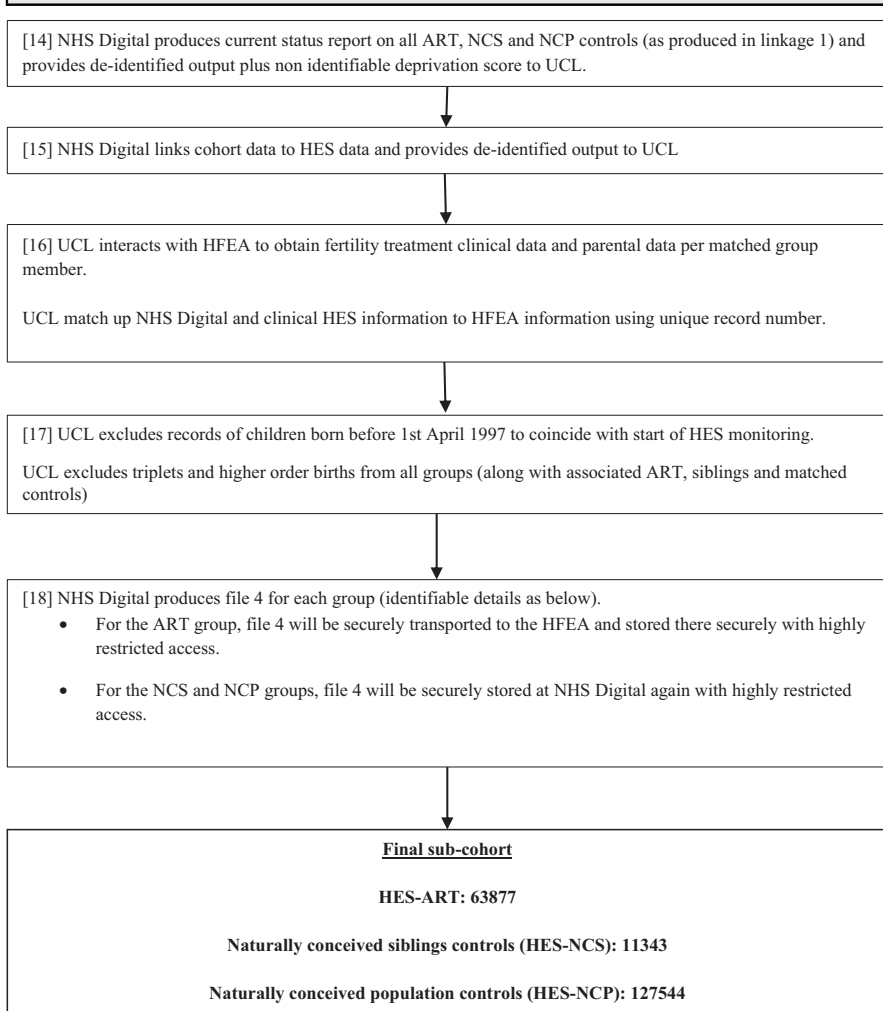 [14] NHS Digital produces current status report on all ART, NCS and NCP controls (as produced in linkage 1) and
provides de-identified output plus non identifiable deprivation score to UCL.
[15] NHS Digital links cohort data to HES data and provides de-identified output to UCL
[16] UCL interacts with HFEA to obtain fertility treatment clinical data and parental data per matched group
member.
UCL match up NHS Digital and clinical HES information to HFEA information using unique record number.
[17] UCL excludes records of children born before 1st April 1997 to coincide with start of HES monitoring.
UCL excludes triplets and higher order births from all groups (along with associated ART, siblings and matched
controls)
[18] NHS Digital produces file 4 for each group (identifiable details as below).
• For the ART group, file 4 will be securely transported to the HFEA and stored there securely with highly
restricted access.
• For the NCS and NCP groups, file 4 will be securely stored at NHS Digital again with highly restricted
access.
Final sub-cohort
HES-ART: 63877
Naturally conceived siblings controls (HES-NCS): 11343
Naturally conceived population controls (HES-NCP): 127544